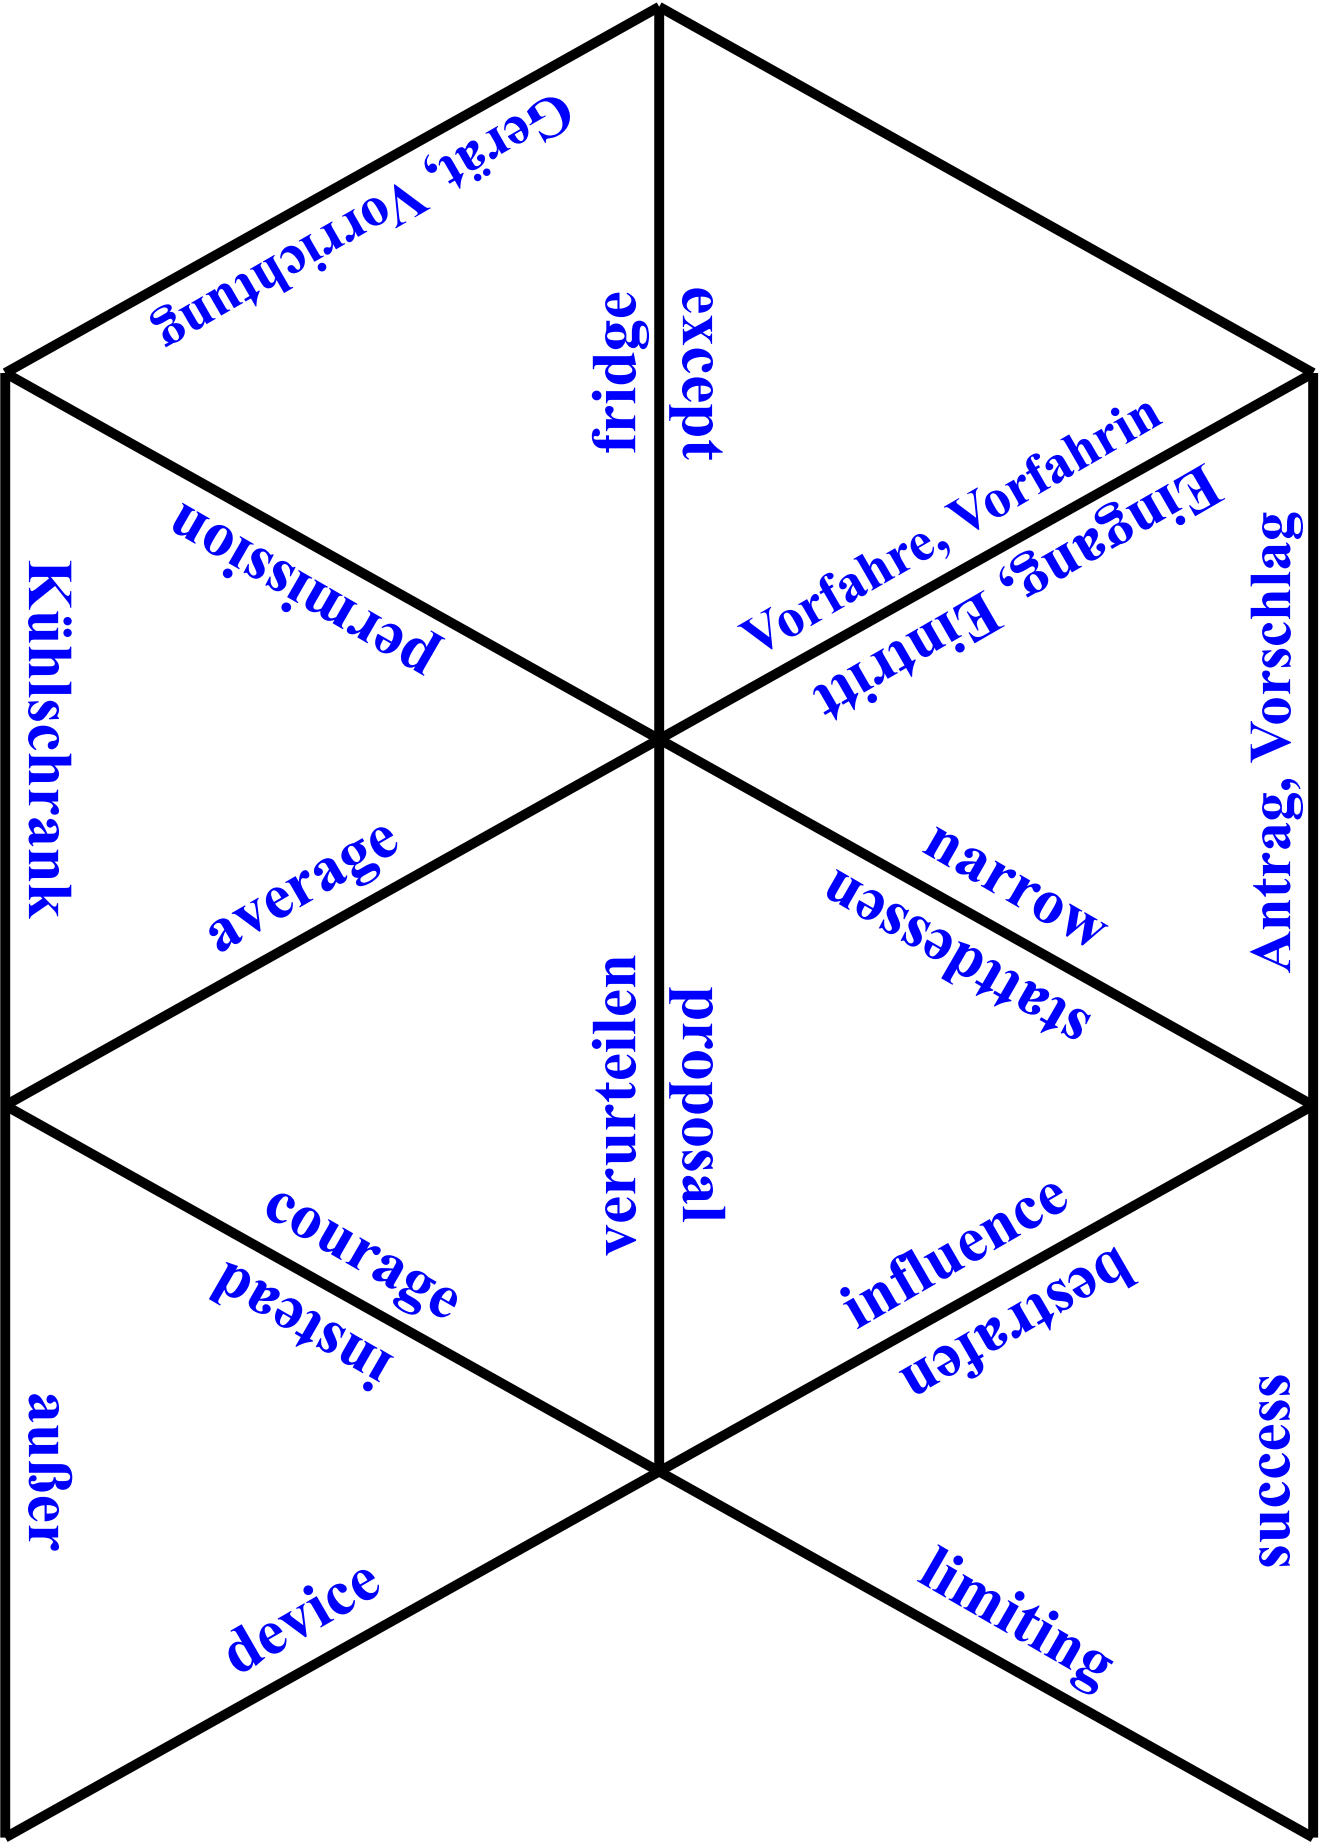 Gerät, Vorrichtung
fridge
except
Vorfahre, Vorfahrin
Eingang, Eintritt
permission
Kühlschrank
Antrag, Vorschlag
average
narrow
stattdessen
verurteilen
proposal
courage
influence
instead
bestrafen
außer
success
device
limiting